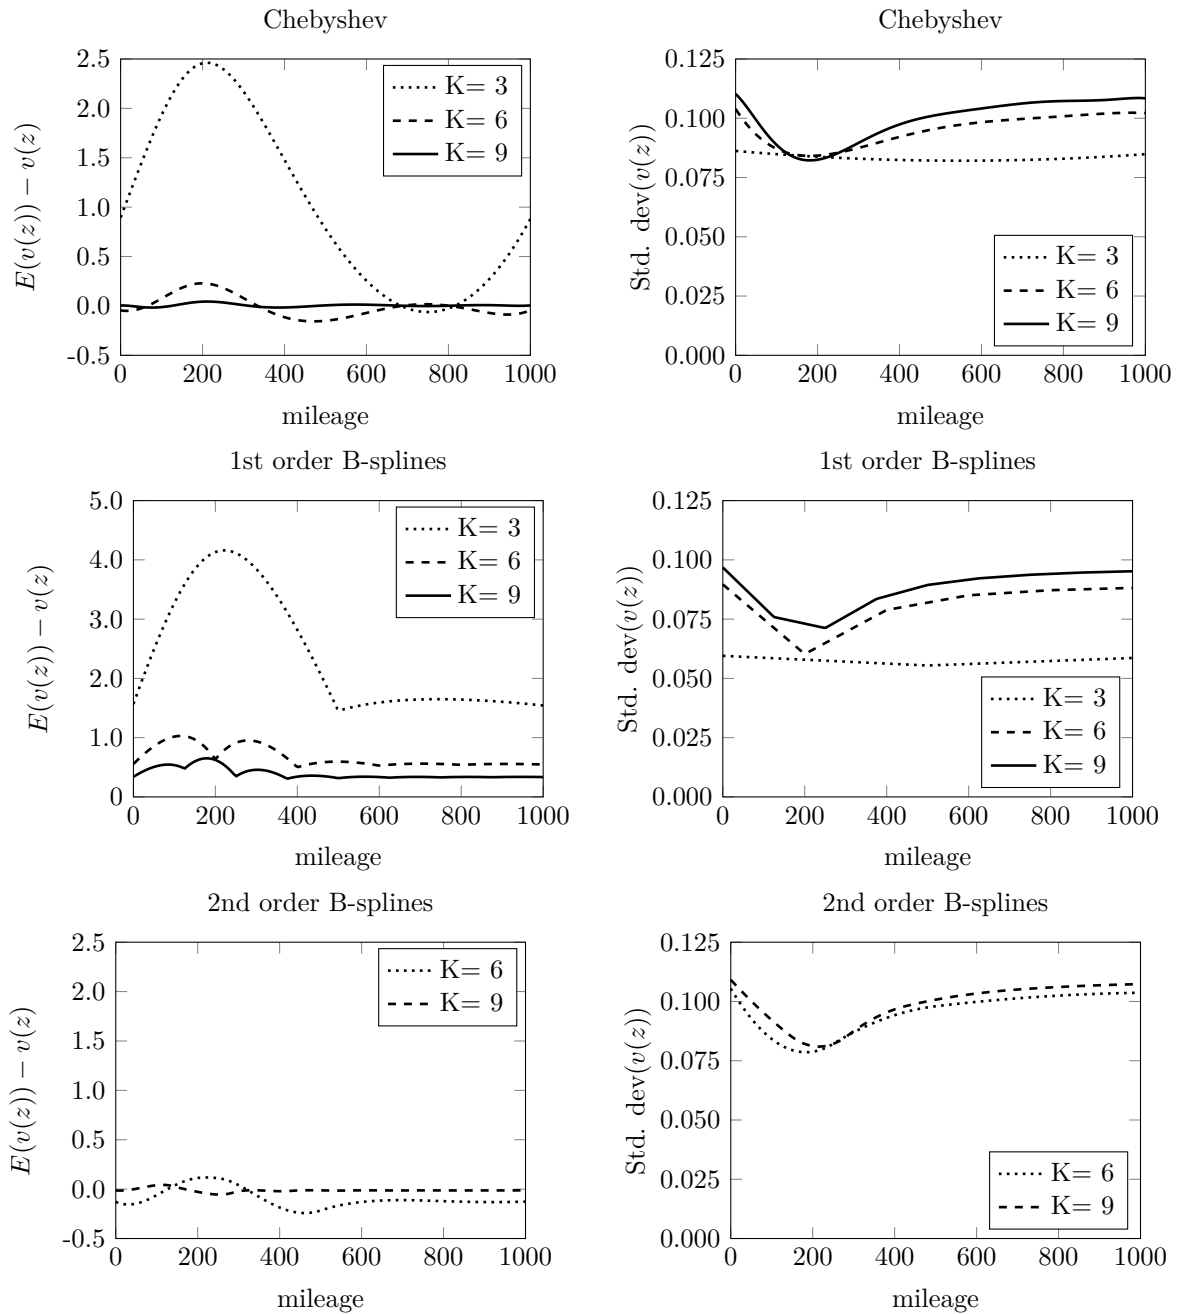 Chebyshev
E(v(z)) − v(z)
2.5
2.0
1.5
1.0
0.5
0.0
-0.5
K= 3
K= 6
K= 9
0 200 400 600 800 1000
mileage
Chebyshev
Std. dev(v(z))
0.125
0.100
0.075
0.050
0.025
0.000
K= 3
K= 6
K= 9
0 200 400 600 800 1000
mileage
1st order B-splines
E(v(z)) − v(z)
5.0
4.0
3.0
2.0
1.0
0
K= 3
K= 6
K= 9
0 200 400 600 800 1000
mileage
1st order B-splines
Std. dev(v(z))
0.125
0.100
0.075
0.050
0.025
0.000
K= 3
K= 6
K= 9
0 200 400 600 800 1000
mileage
2nd order B-splines
E(v(z)) − v(z)
2.5
2.0
1.5
1.0
0.5
0.0
-0.5
K= 6
K= 9
0 200 400 600 800 1000
mileage
2nd order B-splines
Std. dev(v(z))
0.125
0.100
0.075
0.050
0.025
0.000
K= 6
K= 9
0 200 400 600 800 1000
mileage